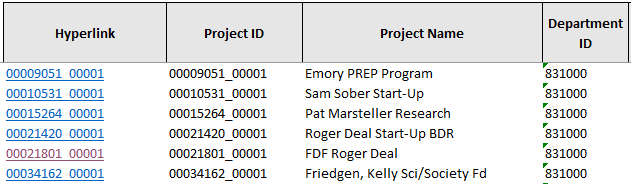 Hyperlink Project ID Project Name Department ID
00009051_00001 00009051_00001 Emory PREP Program 831000
00010531_00001 00010531_00001 Sam Sober Start-Up 831000
00015264_00001 00015264_00001 Pat Marsteller Research 831000
00021420_00001 00021420_00001 Roger Deal Start-Up BDR 831000
00021801_00001 00021801_00001 FDF Roger Deal 831000
00034162_00001 00034162_00001 Friedgen, Kelly Sci/Society Fd 831000